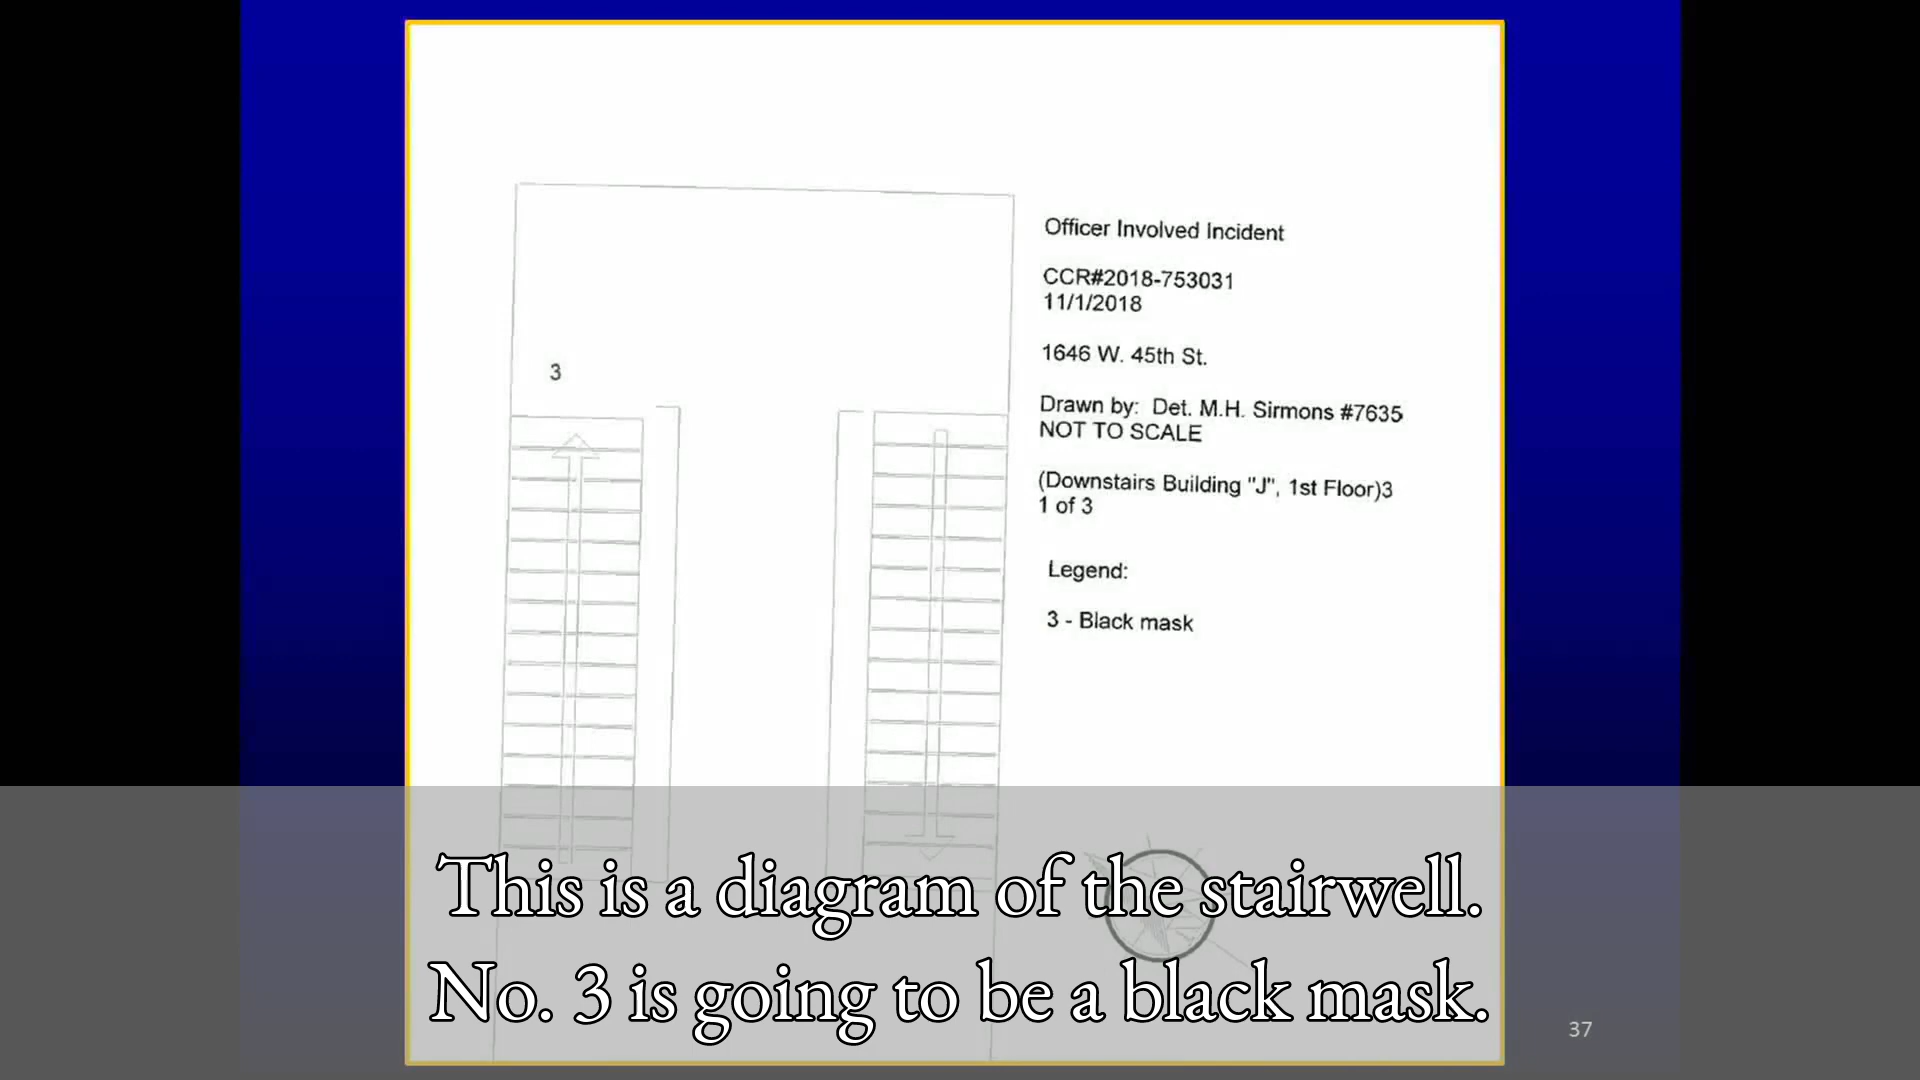 Officer Involved Incident
CCR#2018-753031
11/1/2018
1646 W. 45th St.
3
Drawn by: Det. M.H. Sirmons #7635
NOT TO SCALE
(Downstairs Building "J", 1st Floor)3
1 of 3
Legend:
3 - Black mask
This is a diagram of the stairwell.
No. 3 is going to be a black mask.
37